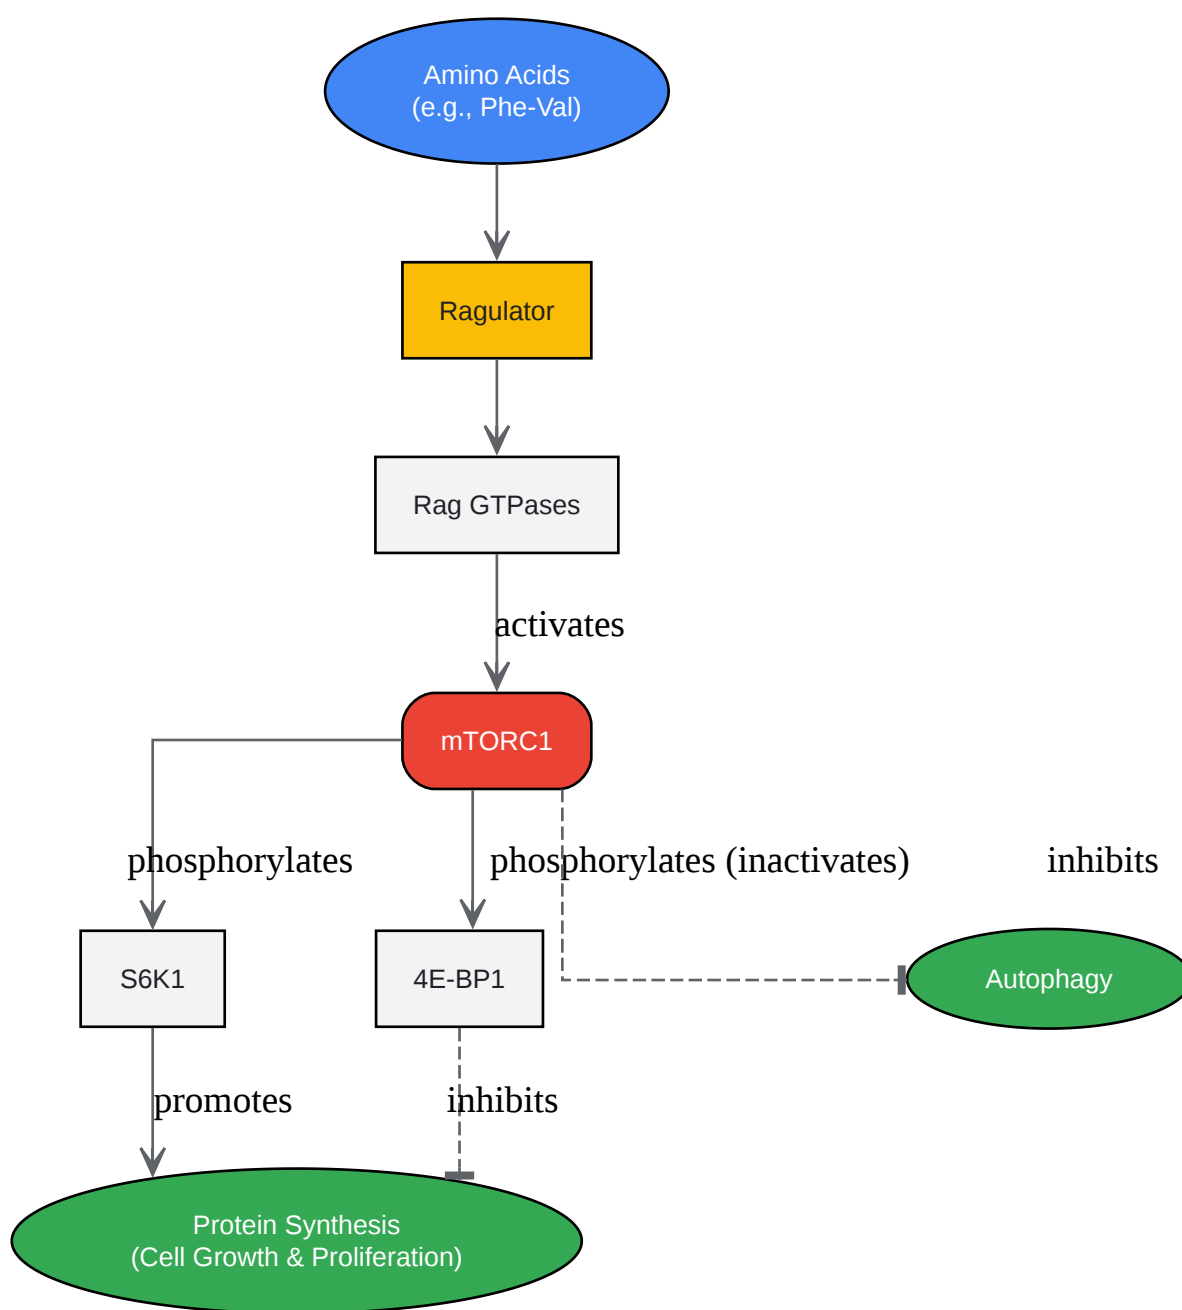 Amino Acids
(e.g., Phe-Val)
Ragulator
Rag GTPases
activates
mTORC1
phosphorylates
phosphorylates (inactivates)
inhibits
S6K1
4E-BP1
Autophagy
promotes
inhibits
Protein Synthesis
(Cell Growth & Proliferation)